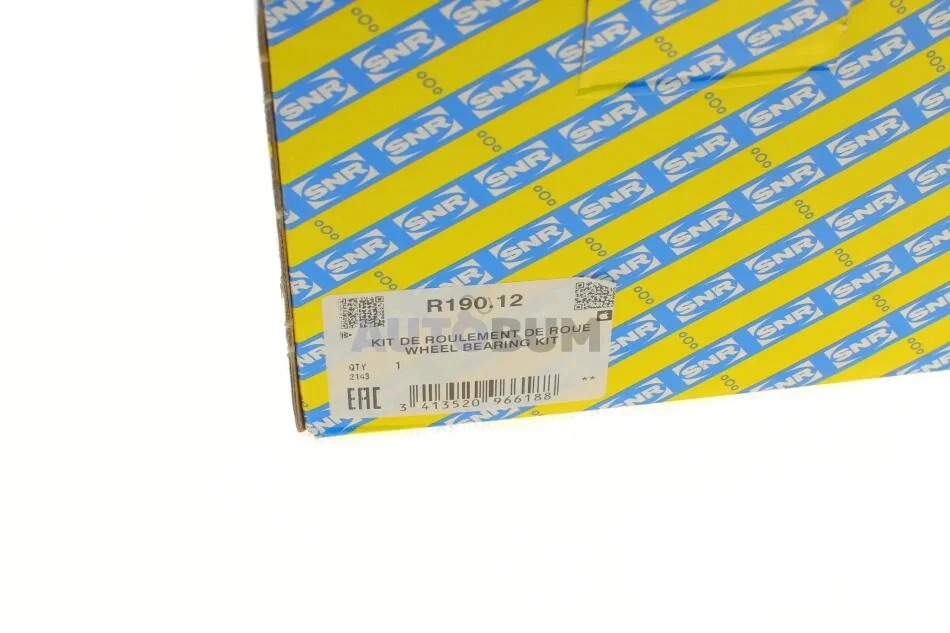 SNR
R190.12
AUTOBUM
KIT DE ROULEMENT DE ROUE
WHEEL BEARING KIT
QTY 1
2143
**
EAC
3 413520 966188